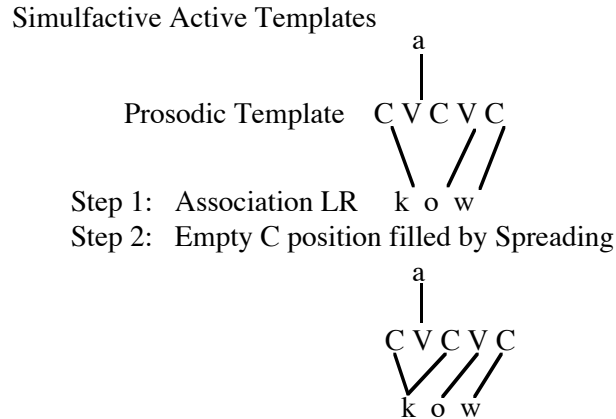 Simulfactive Active Templates
a
Prosodic Template C V C V C
Step 1: Association LR k o w
Step 2: Empty C position filled by Spreading
a
C V C V C
k o w